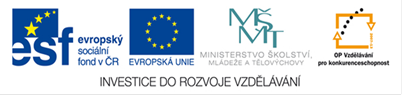 esf
evropský
sociální
fond v ČR
EVROPSKÁ UNIE
MŠMT
MINISTERSTVO ŠKOLSTVÍ,
MLÁDEŽE A TĚLOVÝCHOVY
OP Vzdělávání
pro konkurenceschopnost
INVESTICE DO ROZVOJE VZDĚLÁVÁNÍ